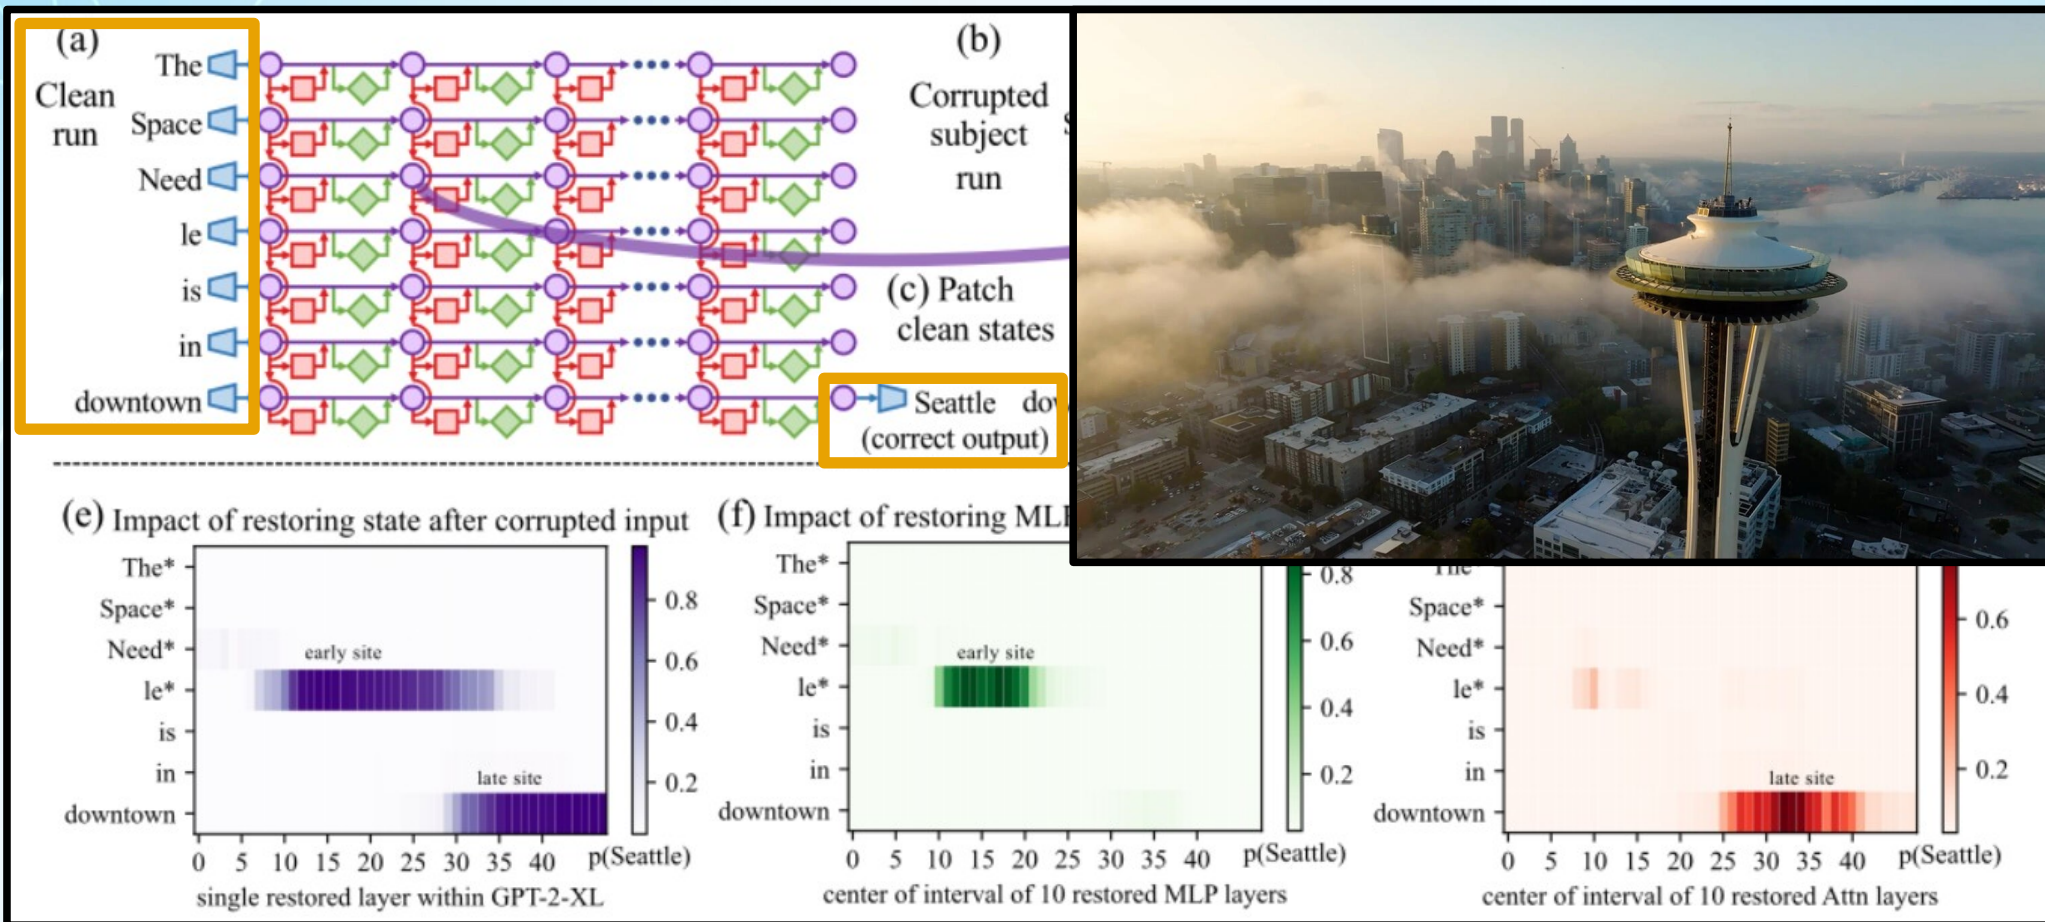 (a)
Clean
run
The
Space
Need
le
is
in
downtown
(b)
Corrupted
subject
run
(c) Patch
clean states
Seattle
(correct output)
(e) Impact of restoring state after corrupted input
The*
Space*
Need*
le*
is
in
downtown
early site
late site
0.8
0.6
0.4
0.2
0 5 10 15 20 25 30 35 40 p(Seattle)
single restored layer within GPT-2-XL
(f) Impact of restoring
The*
Space*
Need*
le*
is
in
downtown
early site
0.8
0.6
0.4
0.2
0 5 10 15 20 25 30 35 40 p(Seattle)
center of interval of 10 restored MLP layers
Space*
Need*
le*
is
in
downtown
late site
0.6
0.4
0.2
0 5 10 15 20 25 30 35 40 p(Seattle)
center of interval of 10 restored Attn layers